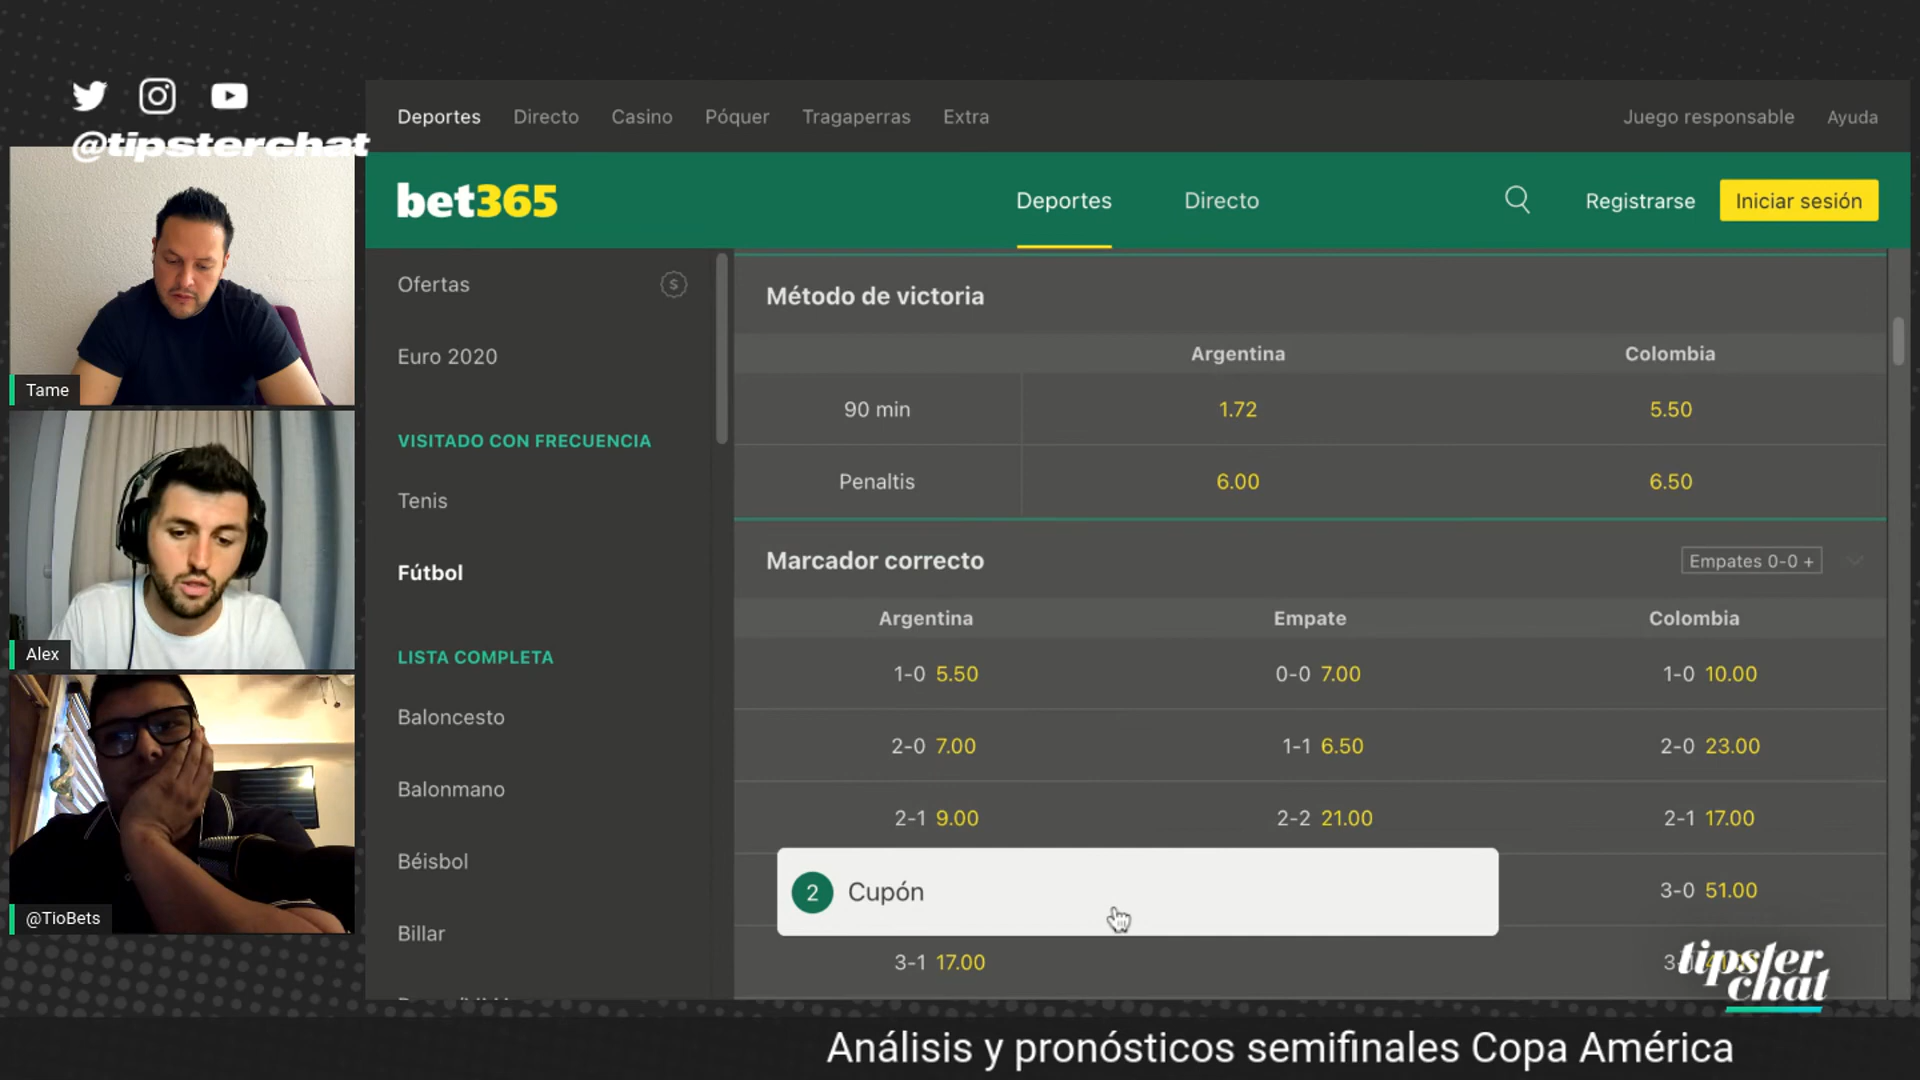 @tipsterchat
Deportes Directo Casino Póquer Tragaperras Extra Juego responsable Ayuda
bet365 Deportes Directo Registrarse Iniciar sesión
Ofertas
Euro 2020
VISITADO CON FRECUENCIA
Tenis
Fútbol
LISTA COMPLETA
Baloncesto
Balonmano
Béisbol
Billar
Método de victoria
Argentina Colombia
90 min 1.72 5.50
Penaltis 6.00 6.50
Marcador correcto Empates 0-0 +
Argentina Empate Colombia
1-0 5.50 0-0 7.00 1-0 10.00
2-0 7.00 1-1 6.50 2-0 23.00
2-1 9.00 2-2 21.00 2-1 17.00
2 Cupón 3-0 51.00
3-1 17.00
Tame
Alex
@TioBets
tipster
chat
Análisis y pronósticos semifinales Copa América